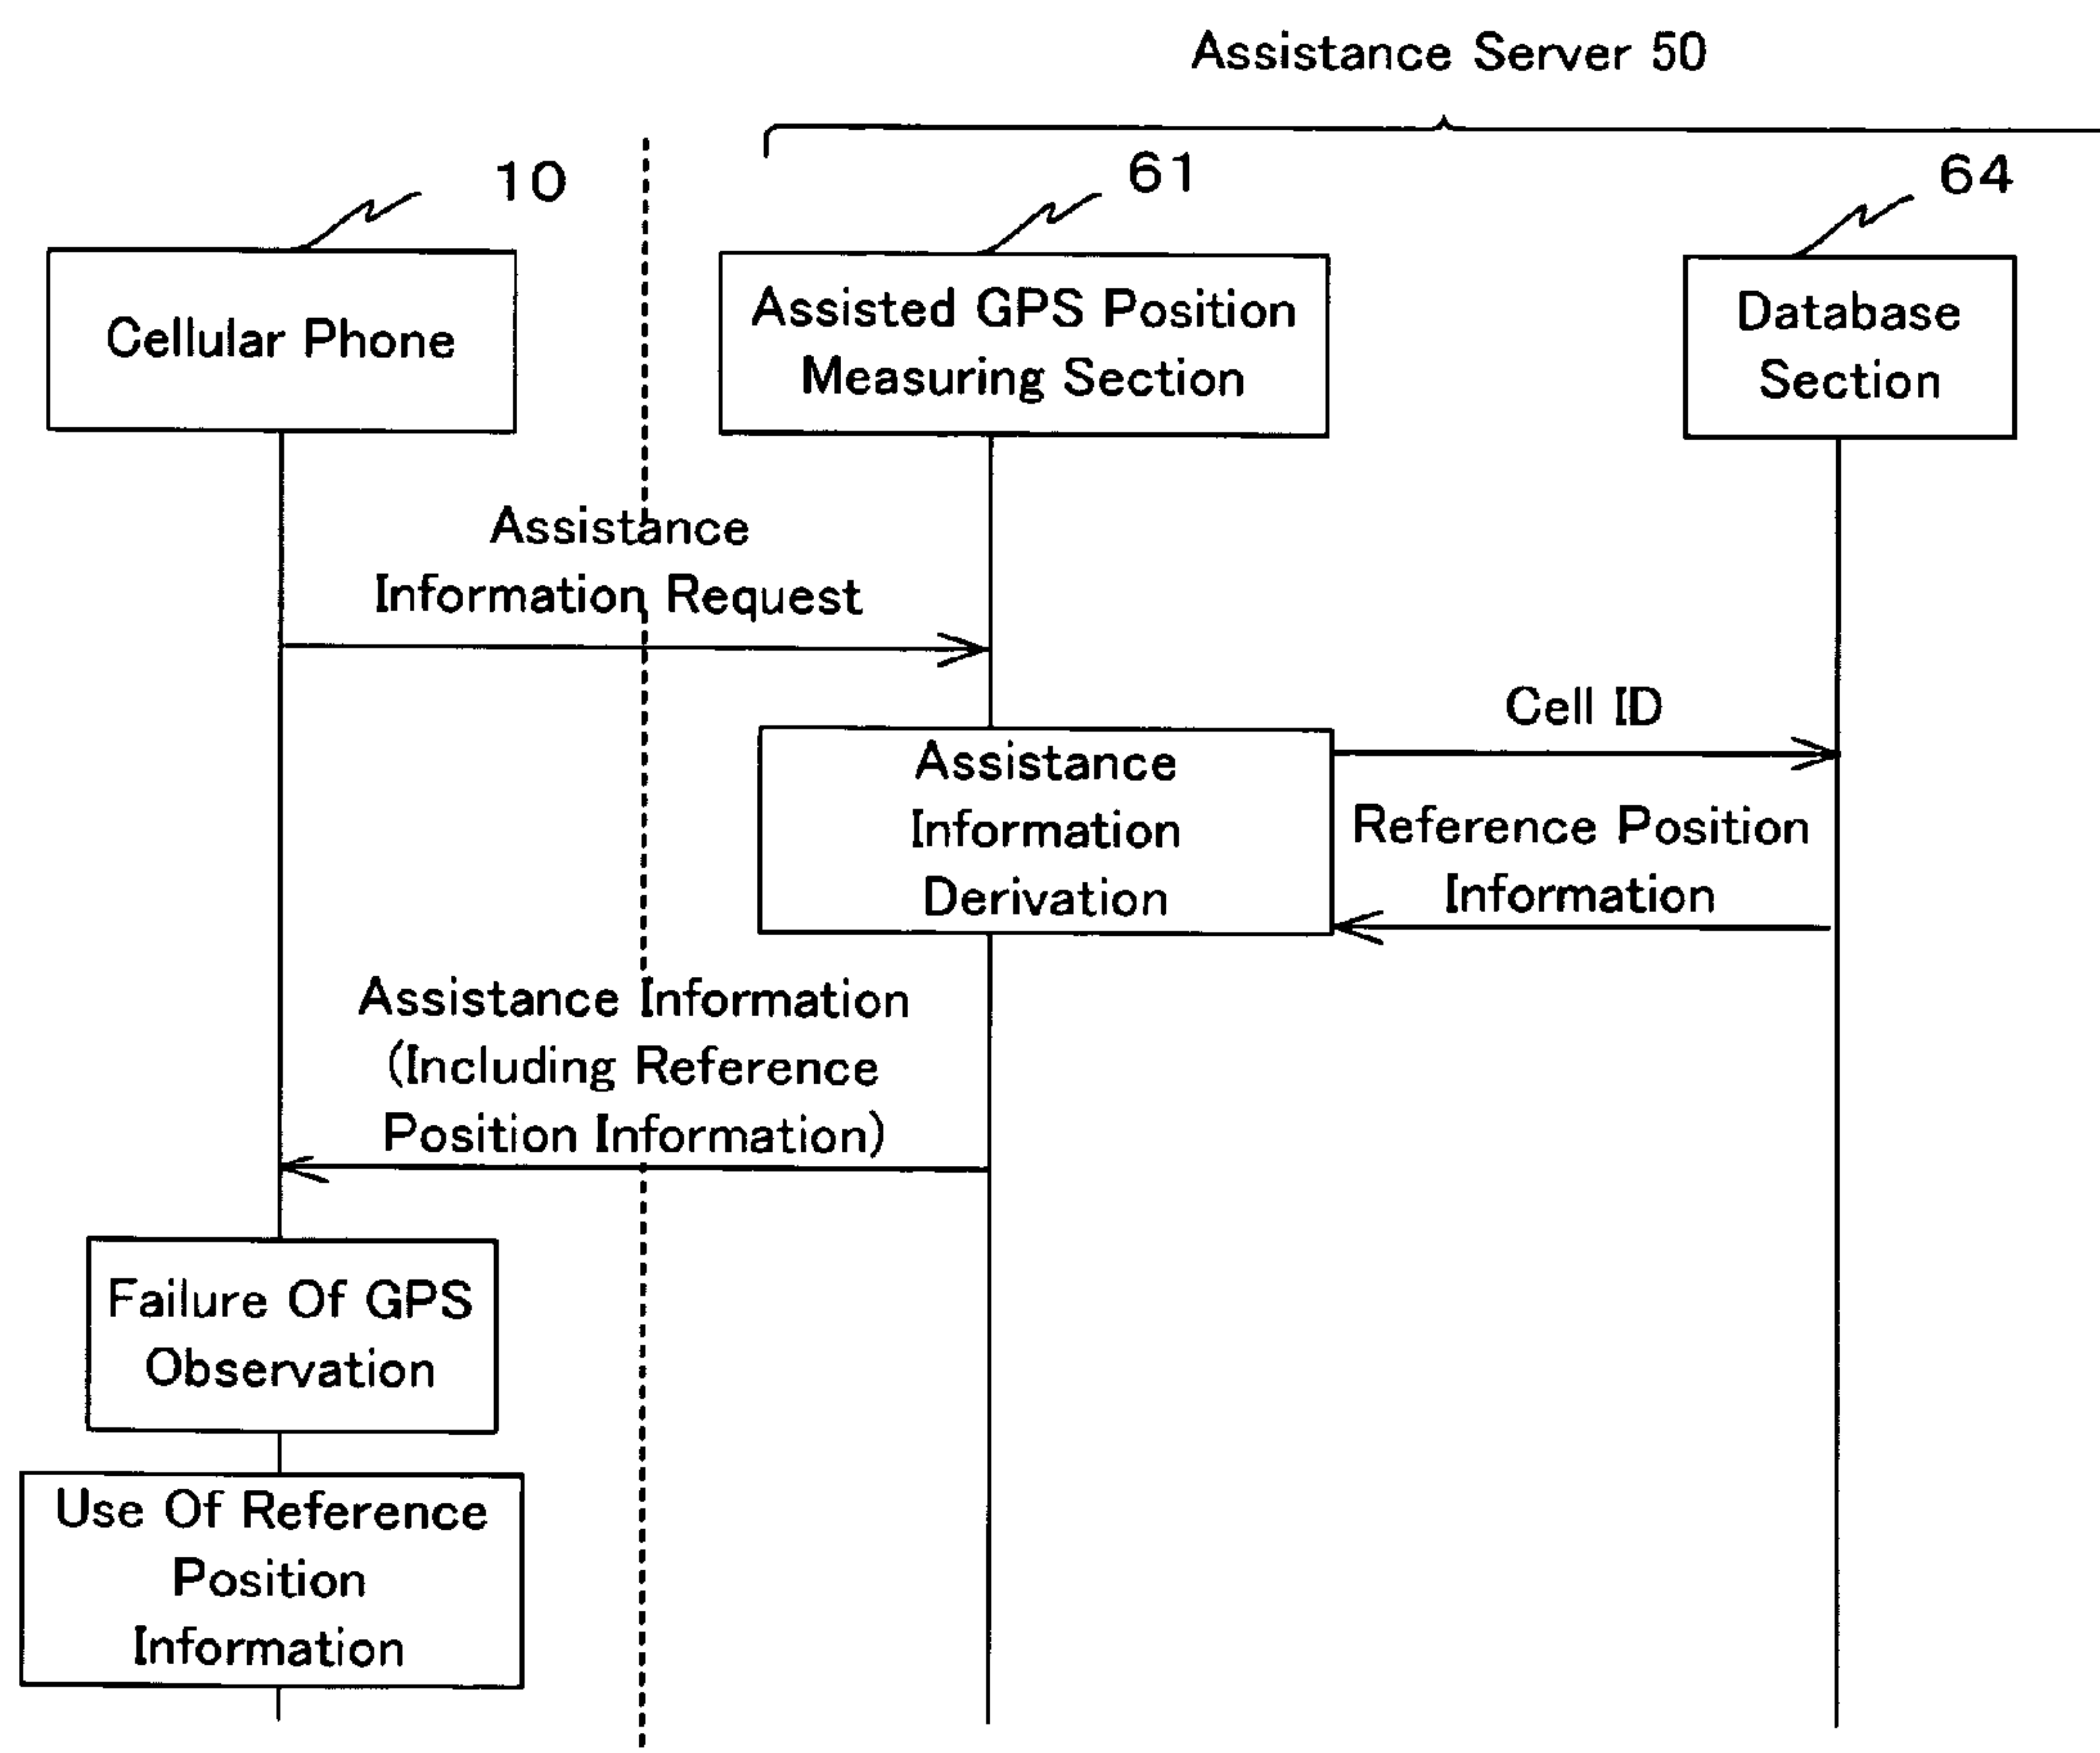 Assistance Server 50
10
61
64
Cellular Phone
Assisted GPS Position
Measuring Section
Database
Section
Assistance
Information Request
Cell ID
Assistance
Information
Derivation
Reference Position
Information
Assistance Information
(Including Reference
Position Information)
Failure Of GPS
Observation
Use Of Reference
Position
Information